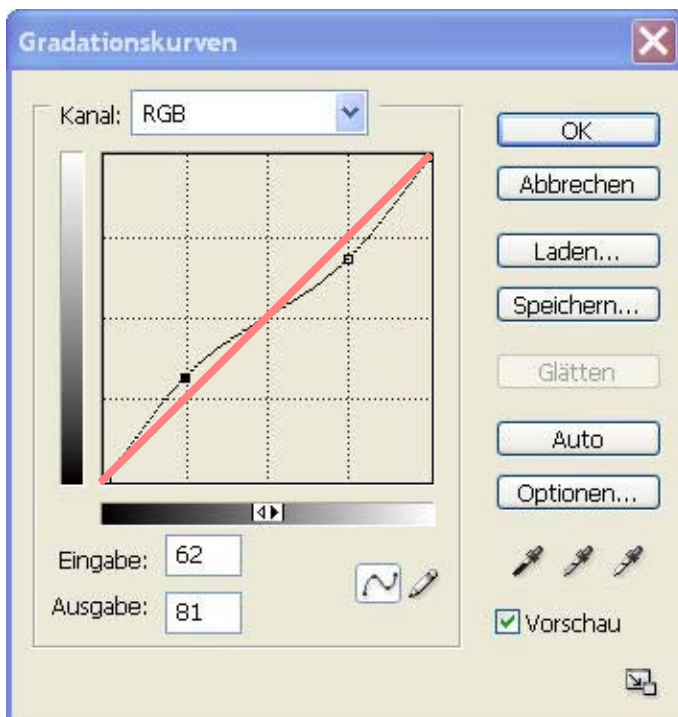 Gradationskurven
Kanal: RGB
OK
Abbrechen
Laden...
Speichern...
Glätten
Auto
Optionen...
Eingabe: 62
Ausgabe: 81
Vorschau